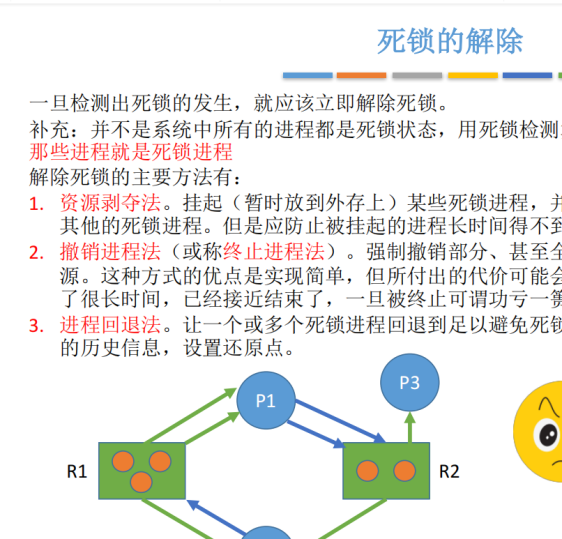 死锁的解除
一旦检测出死锁的发生，就应该立即解除死锁。
补充：并不是系统中所有的进程都是死锁状态，用死锁检测
那些进程就是死锁进程
解除死锁的主要方法有：
1. 资源剥夺法。挂起（暂时放到外存上）某些死锁进程，并
其他的死锁进程。但是应防止被挂起的进程长时间得不到
2. 撤销进程法（或称终止进程法）。强制撤销部分、甚至全
源。这种方式的优点是实现简单，但所付出的代价可能会
了很长时间，已经接近结束了，一旦被终止可谓功亏一篑
3. 进程回退法。让一个或多个死锁进程回退到足以避免死锁
的历史信息，设置还原点。
P1
P3
R1
R2